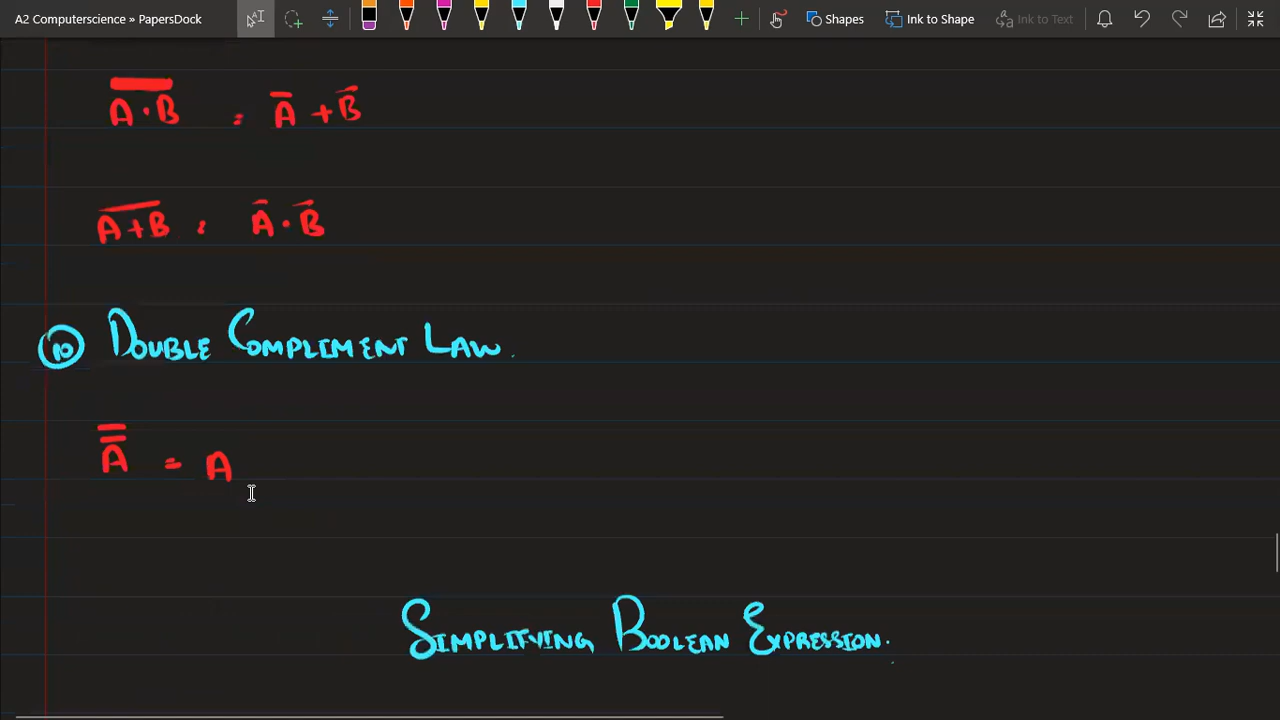 A2 Computerscience » PapersDock
Shapes
Ink to Shape
Ink to Text
A̅·̅B̅ = A̅ + B̅
A̅+̅B̅ : A̅ · B̅
10 DOUBLE COMPLIMENT LAW.
A̿ = A
SIMPLIFYING BOOLEAN EXPRESSION.